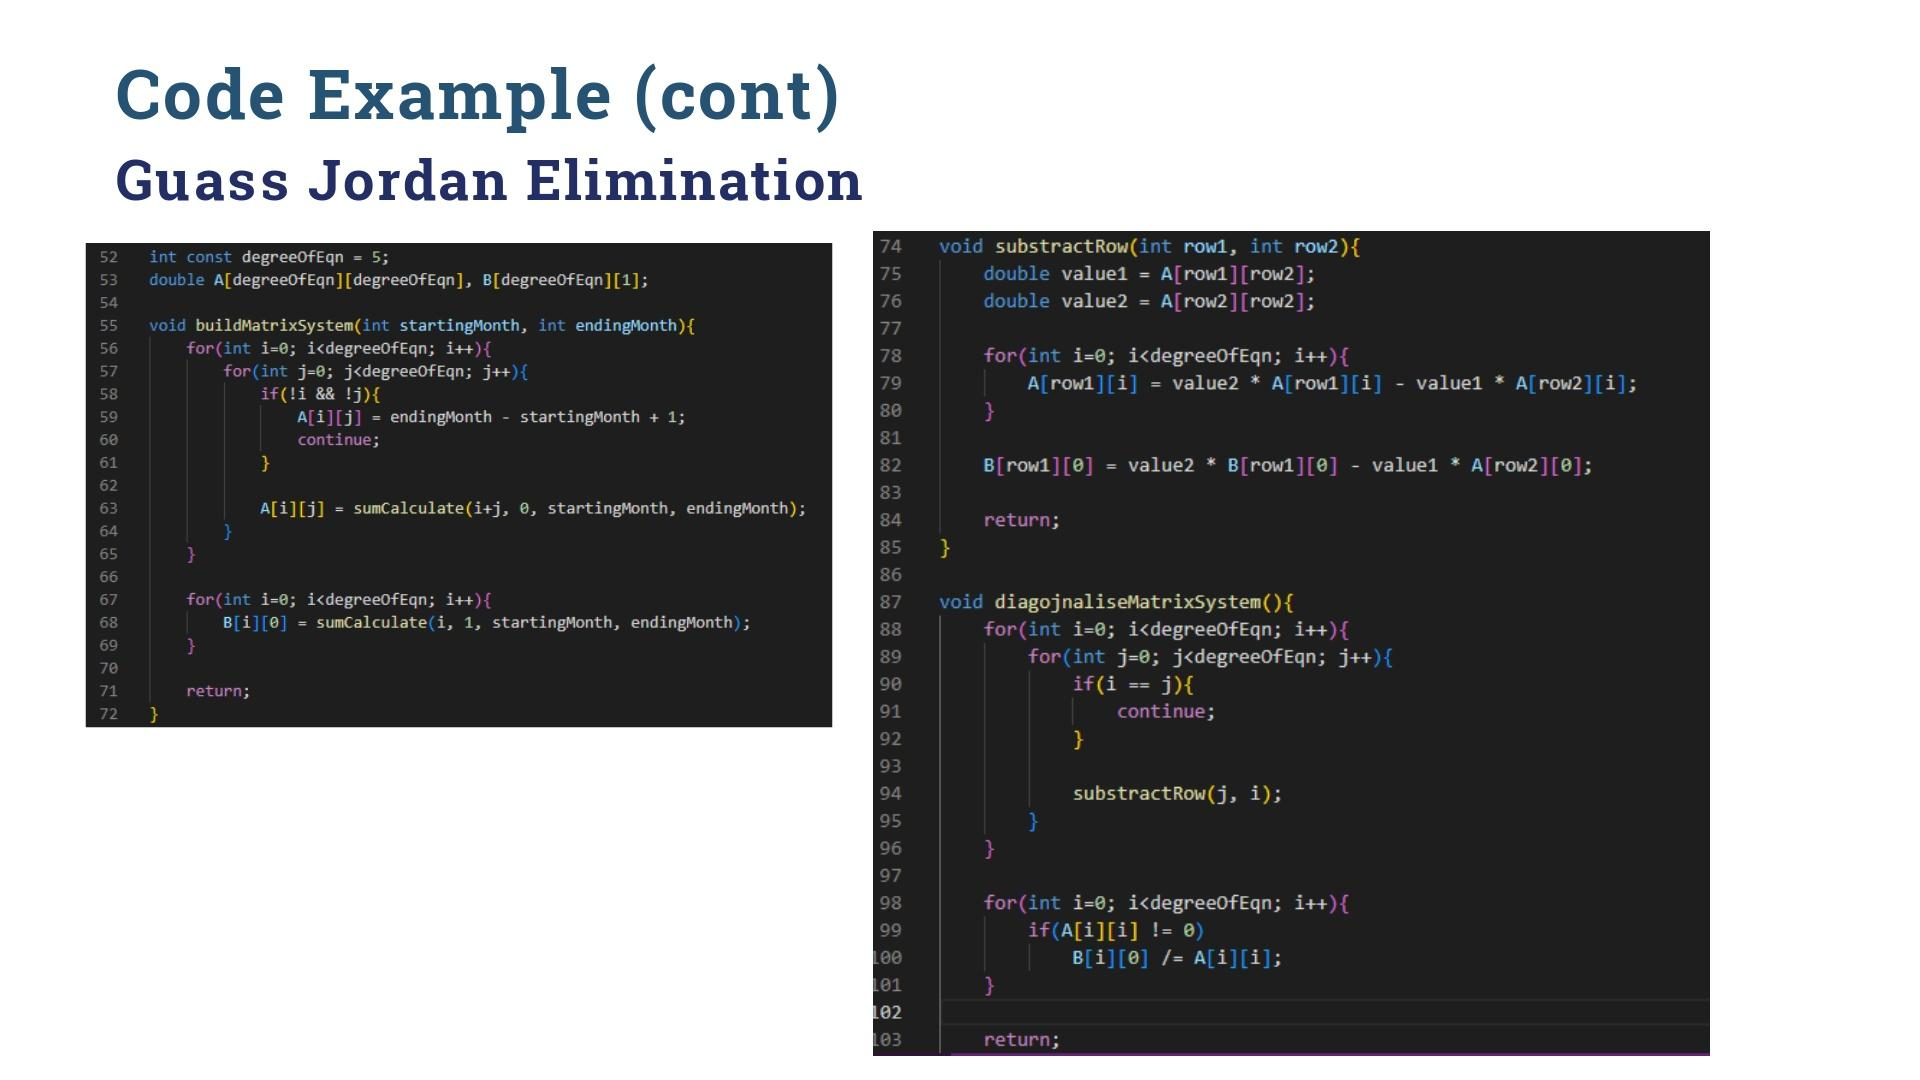 Code Example (cont)
Guass Jordan Elimination
52 int const degreeOfEqn = 5;
53 double A[degreeOfEqn][degreeOfEqn], B[degreeOfEqn][1];
54
55 void buildMatrixSystem(int startingMonth, int endingMonth){
56 for(int i=0; i<degreeOfEqn; i++){
57 for(int j=0; j<degreeOfEqn; j++){
58 if(!i && !j){
59 A[i][j] = endingMonth - startingMonth + 1;
60 continue;
61 }
62
63 A[i][j] = sumCalculate(i+j, 0, startingMonth, endingMonth);
64 }
65 }
66
67 for(int i=0; i<degreeOfEqn; i++){
68 B[i][0] = sumCalculate(i, 1, startingMonth, endingMonth);
69 }
70
71 return;
72 }
74 void substractRow(int row1, int row2){
75 double value1 = A[row1][row2];
76 double value2 = A[row2][row2];
77
78 for(int i=0; i<degreeOfEqn; i++){
79 A[row1][i] = value2 * A[row1][i] - value1 * A[row2][i];
80 }
81
82 B[row1][0] = value2 * B[row1][0] - value1 * A[row2][0];
83
84 return;
85 }
86
87 void diagojnaliseMatrixSystem(){
88 for(int i=0; i<degreeOfEqn; i++){
89 for(int j=0; j<degreeOfEqn; j++){
90 if(i == j){
91 continue;
92 }
93
94 substractRow(j, i);
95 }
96 }
97
98 for(int i=0; i<degreeOfEqn; i++){
99 if(A[i][i] != 0)
100 B[i][0] /= A[i][i];
101 }
102
103 return;